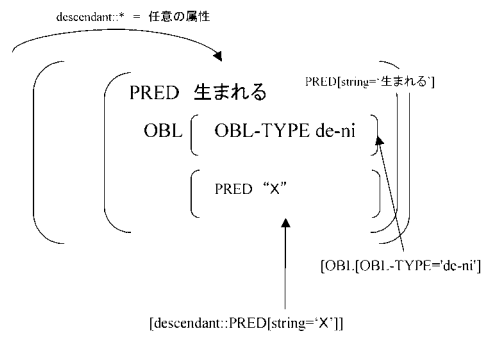 descendant::* = 任意の属性
PRED 生まれる
PRED[string='生まれる']
OBL
OBL-TYPE de-ni
PRED “X”
[OBL[OBL-TYPE='de-ni']
[descendant::PRED[string='X']]